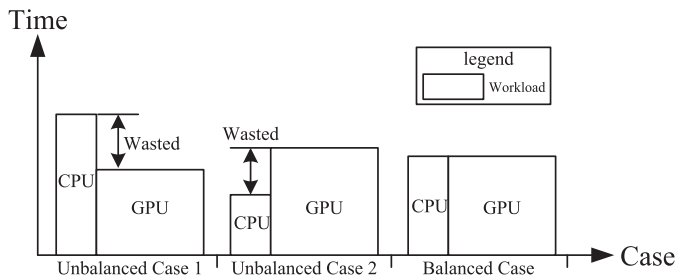 Time
legend
Workload
Wasted
CPU
GPU
Wasted
CPU
GPU
CPU
GPU
Unbalanced Case 1
Unbalanced Case 2
Balanced Case
Case